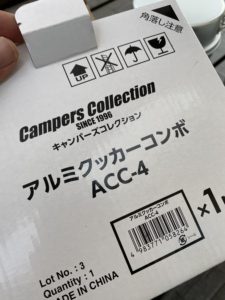 角落し注意
UP
Campers Collection
SINCE 1996
キャンパーズコレクション
アルミクッカーコンボ
ACC-4
アルミクッカーコンボ
ACC-4
4983771058264
×1
Lot No. : 3
Quantity : 1
MADE IN CHINA